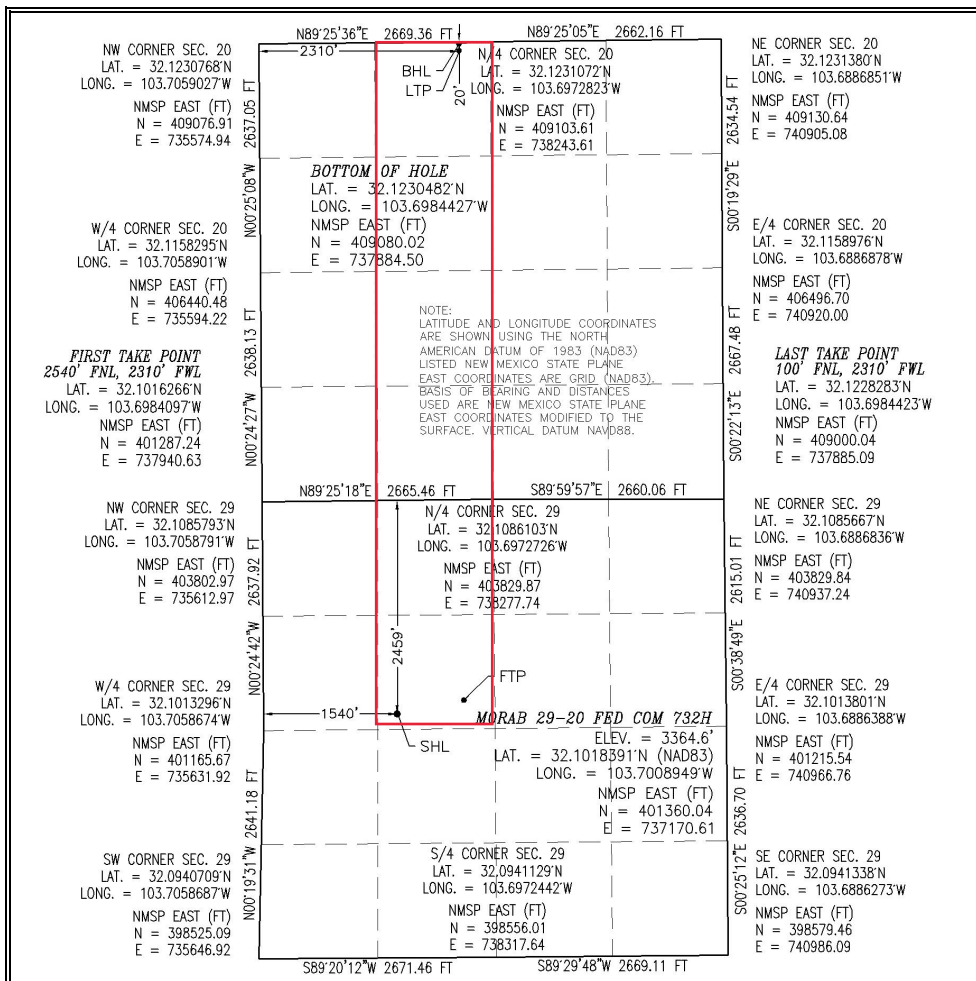 N89°25'36"E 2669.36 FT
N89°25'05"E 2662.16 FT
2310'
NW CORNER SEC. 20
LAT. = 32.1230768'N
LONG. = 103.7059027'W
NMSP EAST (FT)
N = 409076.91
E = 735574.94
BHL
LTP
20'
N/4 CORNER SEC. 20
LAT. = 32.1231072'N
LONG. = 103.6972823'W
NMSP EAST (FT)
N = 409103.61
E = 738243.61
NE CORNER SEC. 20
LAT. = 32.1231380'N
LONG. = 103.6886851'W
NMSP EAST (FT)
N = 409130.64
E = 740905.08
N00°25'08"W 2637.05 FT
S00°19'29"E 2634.54 FT
BOTTOM OF HOLE
LAT. = 32.1230482'N
LONG. = 103.6984427'W
NMSP EAST (FT)
N = 409080.02
E = 737884.50
W/4 CORNER SEC. 20
LAT. = 32.1158295'N
LONG. = 103.7058901'W
NMSP EAST (FT)
N = 406440.48
E = 735594.22
E/4 CORNER SEC. 20
LAT. = 32.1158976'N
LONG. = 103.6886878'W
NMSP EAST (FT)
N = 406496.70
E = 740920.00
NOTE:
LATITUDE AND LONGITUDE COORDINATES
ARE SHOWN USING THE NORTH
AMERICAN DATUM OF 1983 (NAD83)
LISTED NEW MEXICO STATE PLANE
EAST COORDINATES ARE GRID (NAD83).
BASIS OF BEARING AND DISTANCES
USED ARE NEW MEXICO STATE PLANE
EAST COORDINATES MODIFIED TO THE
SURFACE. VERTICAL DATUM NAVD88.
FIRST TAKE POINT
2540' FNL, 2310' FWL
LAT. = 32.1016266'N
LONG. = 103.6984097'W
NMSP EAST (FT)
N = 401287.24
E = 737940.63
N00°24'27"W 2638.13 FT
S00°22'13"E 2667.48 FT
LAST TAKE POINT
100' FNL, 2310' FWL
LAT. = 32.1228283'N
LONG. = 103.6984423'W
NMSP EAST (FT)
N = 409000.04
E = 737885.09
N89°25'18"E 2665.46 FT
S89°59'57"E 2660.06 FT
NW CORNER SEC. 29
LAT. = 32.1085793'N
LONG. = 103.7058791'W
NMSP EAST (FT)
N = 403802.97
E = 735612.97
N/4 CORNER SEC. 29
LAT. = 32.1086103'N
LONG. = 103.6972726'W
NMSP EAST (FT)
N = 403829.87
E = 738277.74
NE CORNER SEC. 29
LAT. = 32.1085667'N
LONG. = 103.6886836'W
NMSP EAST (FT)
N = 403829.84
E = 740937.24
N00°24'42"W 2637.92 FT
2459'
S00°38'49"E 2615.01 FT
W/4 CORNER SEC. 29
LAT. = 32.1013296'N
LONG. = 103.7058674'W
NMSP EAST (FT)
N = 401165.67
E = 735631.92
FTP
1540'
SHL
MORAB 29-20 FED COM 732H
ELEV. = 3364.6'
LAT. = 32.1018391'N (NAD83)
LONG. = 103.7008949'W
NMSP EAST (FT)
N = 401360.04
E = 737170.61
E/4 CORNER SEC. 29
LAT. = 32.1013801'N
LONG. = 103.6886388'W
NMSP EAST (FT)
N = 401215.54
E = 740966.76
N00°19'31"W 2641.18 FT
S00°25'12"E 2636.70 FT
SW CORNER SEC. 29
LAT. = 32.0940709'N
LONG. = 103.7058687'W
NMSP EAST (FT)
N = 398525.09
E = 735646.92
S/4 CORNER SEC. 29
LAT. = 32.0941129'N
LONG. = 103.6972442'W
NMSP EAST (FT)
N = 398556.01
E = 738317.64
SE CORNER SEC. 29
LAT. = 32.0941338'N
LONG. = 103.6886273'W
NMSP EAST (FT)
N = 398579.46
E = 740986.09
S89°20'12"W 2671.46 FT
S89°29'48"W 2669.11 FT